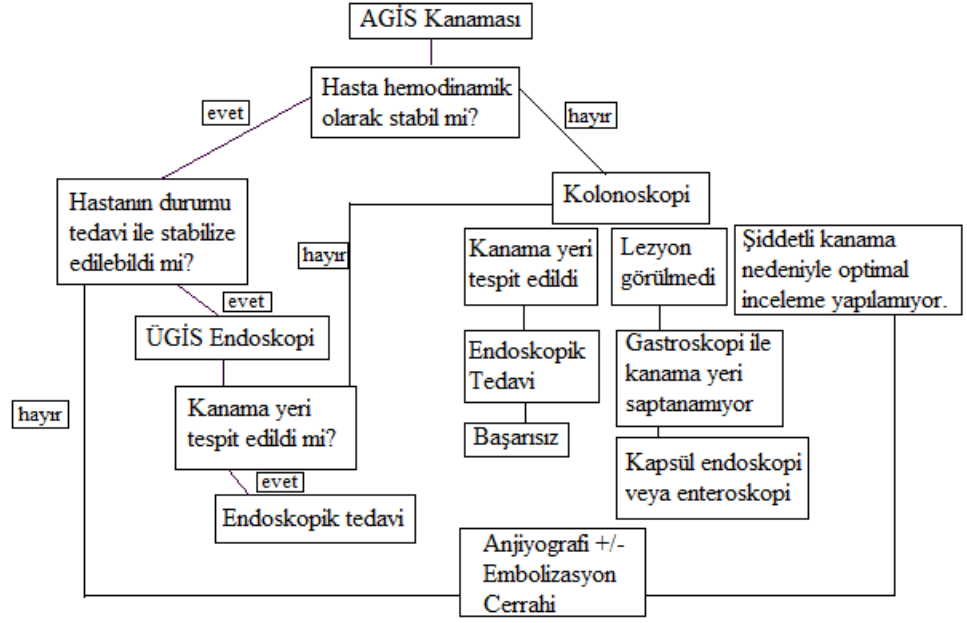 AGİS Kanaması
Hasta hemodinamik
olarak stabil mi?
evet
hayır
Hastanın durumu
tedavi ile stabilize
edilebildi mi?
Kolonoskopi
hayır
Kanama yeri
tespit edildi
Lezyon
görülmedi
Şiddetli kanama
nedeniyle optimal
inceleme yapılamıyor.
evet
ÜGİS Endoskopi
Endoskopik
Tedavi
Gastroskopi ile
kanama yeri
saptanamıyor
hayır
Kanama yeri
tespit edildi mi?
Başarısız
Kapsül endoskopi
veya enteroskopi
evet
Endoskopik tedavi
Anjiyografi +/-
Embolizasyon
Cerrahi